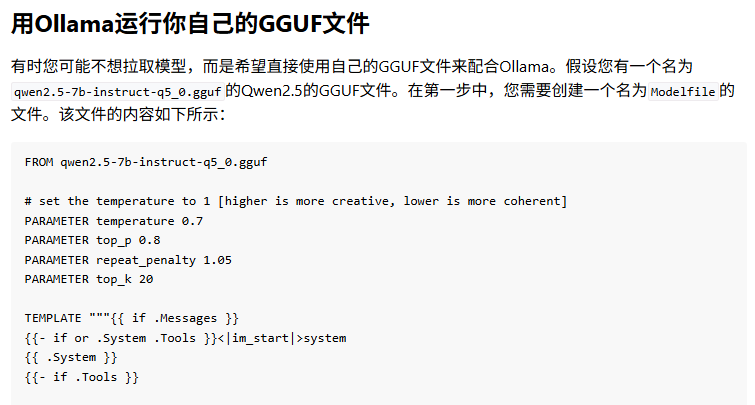 用Ollama运行你自己的GGUF文件
有时您可能不想拉取模型，而是希望直接使用自己的GGUF文件来配合Ollama。假设您有一个名为
qwen2.5-7b-instruct-q5_0.gguf 的Qwen2.5的GGUF文件。在第一步中，您需要创建一个名为 Modelfile 的
文件。该文件的内容如下所示：
FROM qwen2.5-7b-instruct-q5_0.gguf
# set the temperature to 1 [higher is more creative, lower is more coherent]
PARAMETER temperature 0.7
PARAMETER top_p 0.8
PARAMETER repeat_penalty 1.05
PARAMETER top_k 20
TEMPLATE """{{ if .Messages }}
{{- if or .System .Tools }}<|im_start|>system
{{ .System }}
{{- if .Tools }}